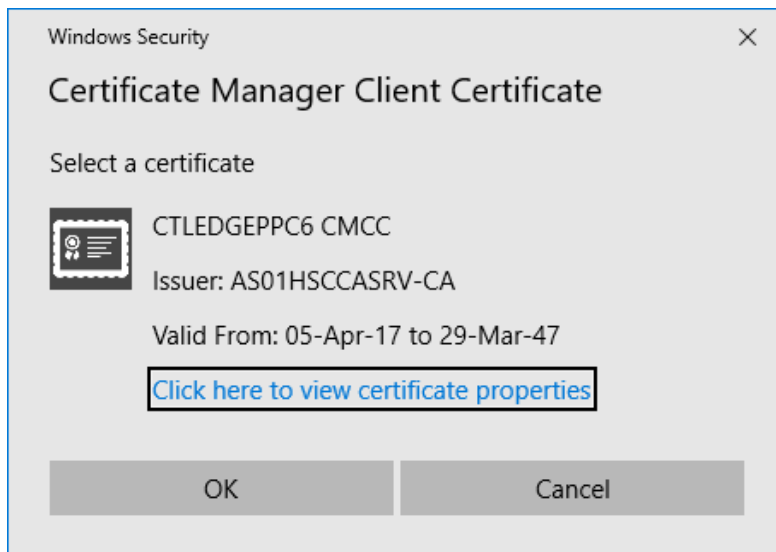 Windows Security
Certificate Manager Client Certificate
Select a certificate
CTLEDGEPPC6 CMCC
Issuer: AS01HSCCASRV-CA
Valid From: 05-Apr-17 to 29-Mar-47
Click here to view certificate properties
OK
Cancel